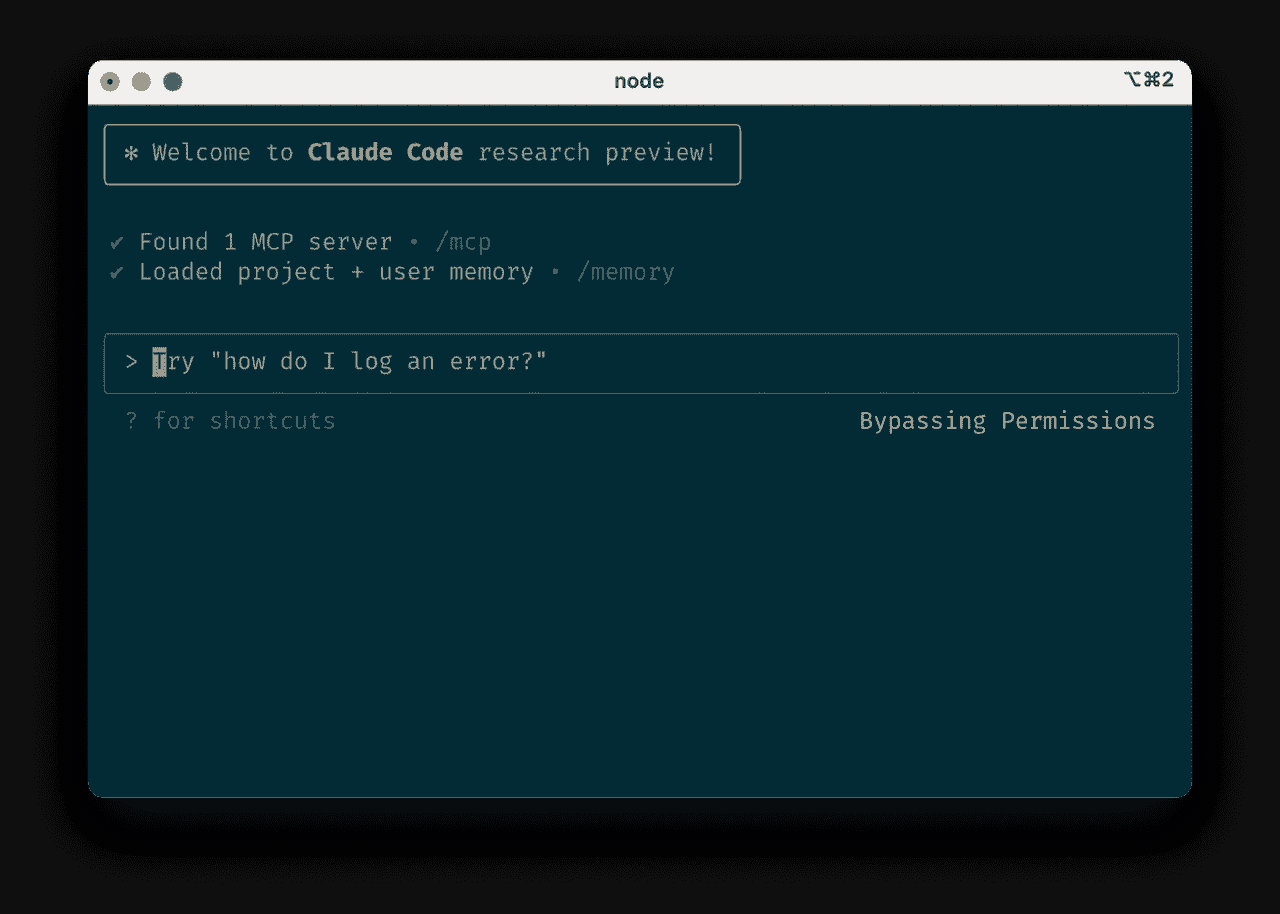 node ⌥⌘2
✻ Welcome to Claude Code research preview!
✔ Found 1 MCP server • /mcp
✔ Loaded project + user memory • /memory
> Try "how do I log an error?"
? for shortcuts Bypassing Permissions